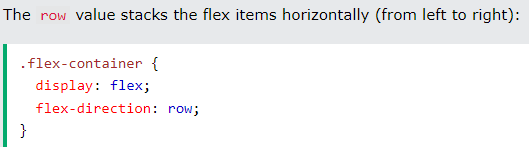 The row value stacks the flex items horizontally (from left to right):
.flex-container {
  display: flex;
  flex-direction: row;
}